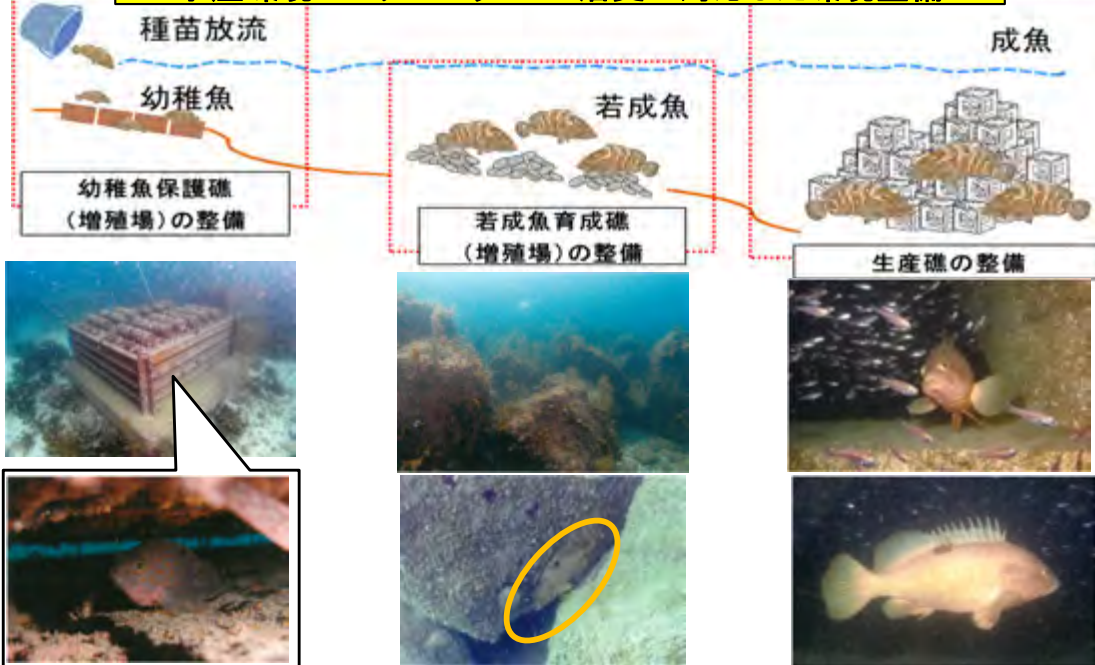 種苗放流
幼稚魚
幼稚魚保護礁
(増殖場)の整備
若成魚
若成魚育成礁
(増殖場)の整備
成魚
生産礁の整備